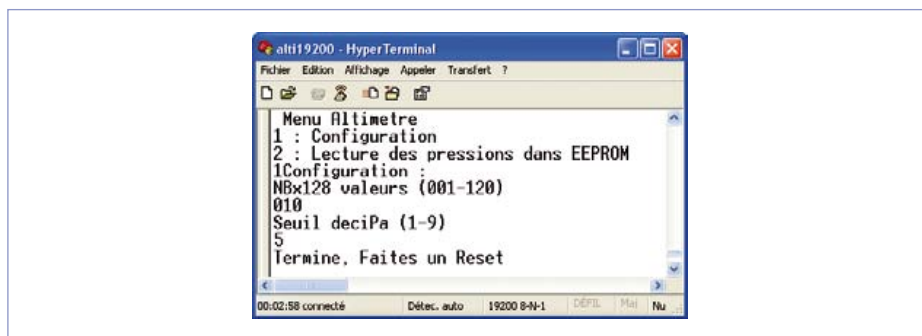 alti19200 - HyperTerminal
Fichier Edition Affichage Appeler Transfert ?
Menu Altimetre
1 : Configuration
2 : Lecture des pressions dans EEPROM
1Configuration :
NBx128 valeurs (001-120)
010
Seuil deciPa (1-9)
5
Termine, Faites un Reset
00:02:58 connecté Détec. auto 19200 8-N-1 DÉFIL Maj Nu